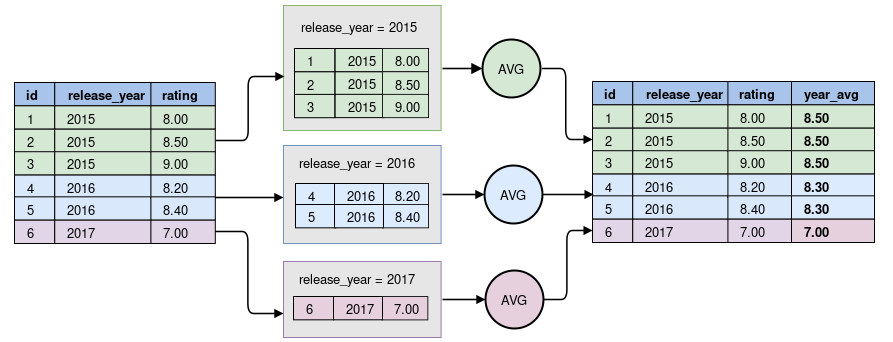 id release_year rating
1 2015 8.00
2 2015 8.50
3 2015 9.00
4 2016 8.20
5 2016 8.40
6 2017 7.00
release_year = 2015
1 2015 8.00
2 2015 8.50
3 2015 9.00
AVG
release_year = 2016
4 2016 8.20
5 2016 8.40
AVG
release_year = 2017
6 2017 7.00
AVG
id release_year rating year_avg
1 2015 8.00 8.50
2 2015 8.50 8.50
3 2015 9.00 8.50
4 2016 8.20 8.30
5 2016 8.40 8.30
6 2017 7.00 7.00